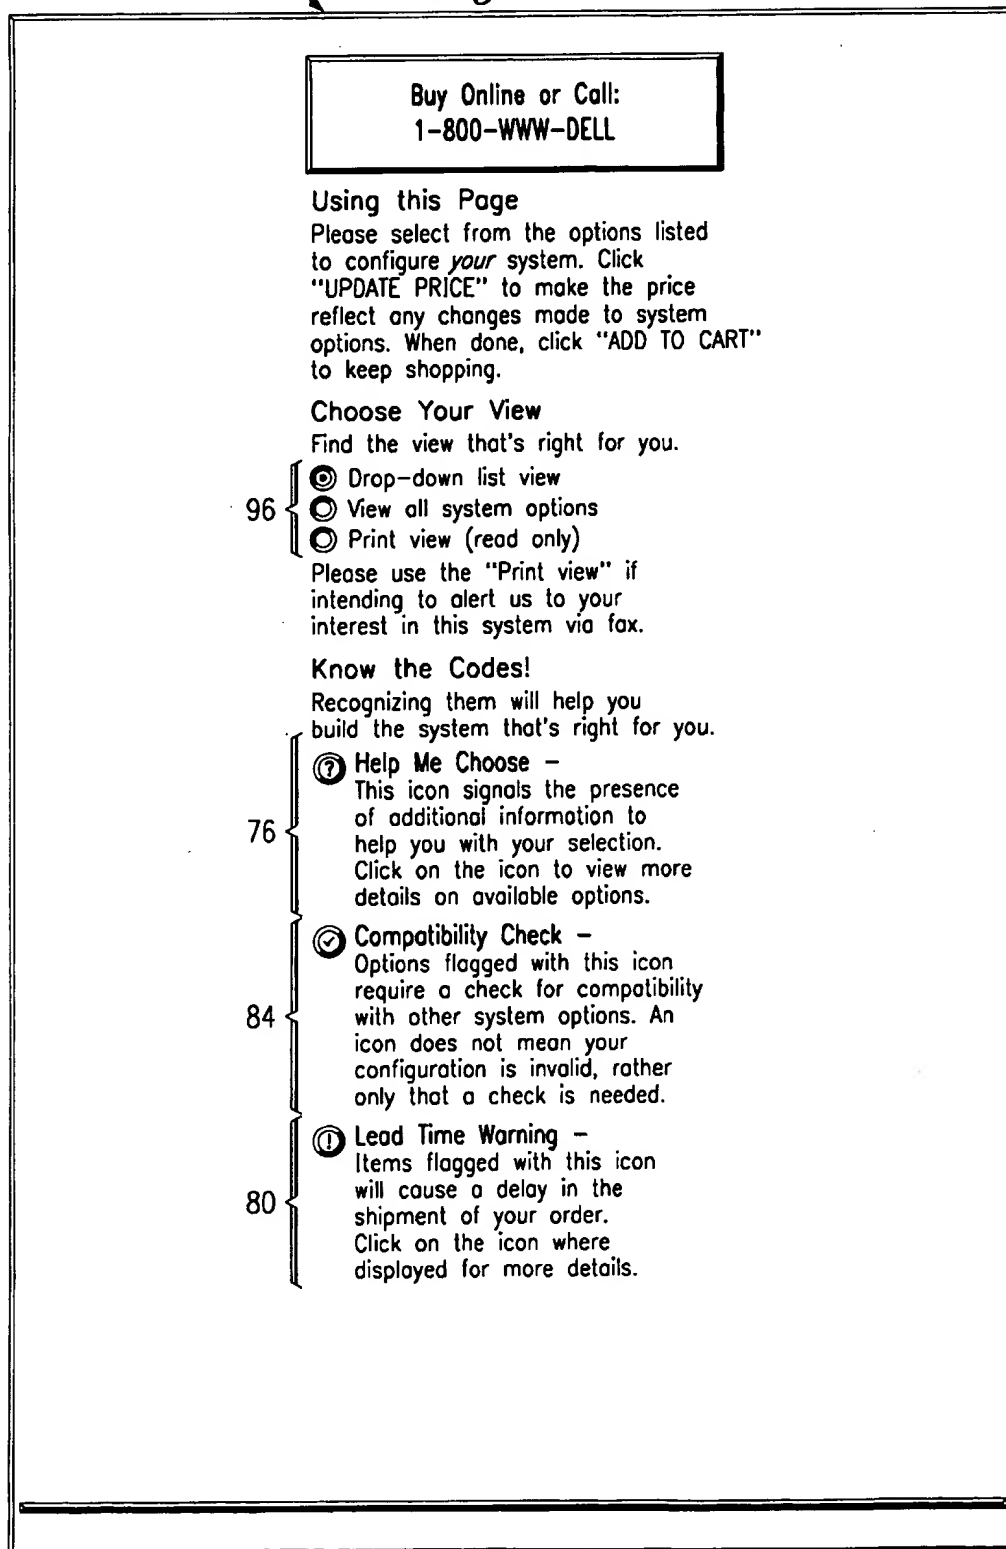 Buy Online or Call:
1-800-WWW-DELL
Using this Page
Please select from the options listed
to configure your system. Click
"UPDATE PRICE" to make the price
reflect any changes made to system
options. When done, click "ADD TO CART"
to keep shopping.
Choose Your View
Find the view that's right for you.
Drop-down list view
96 View all system options
Print view (read only)
Please use the "Print view" if
intending to alert us to your
interest in this system via fax.
Know the Codes!
Recognizing them will help you
build the system that's right for you.
? Help Me Choose -
This icon signals the presence
of additional information to
76 help you with your selection.
Click on the icon to view more
details on available options.
Compatibility Check -
Options flagged with this icon
require a check for compatibility
84 with other system options. An
icon does not mean your
configuration is invalid, rather
only that a check is needed.
! Lead Time Warning -
Items flagged with this icon
will cause a delay in the
80 shipment of your order.
Click on the icon where
displayed for more details.